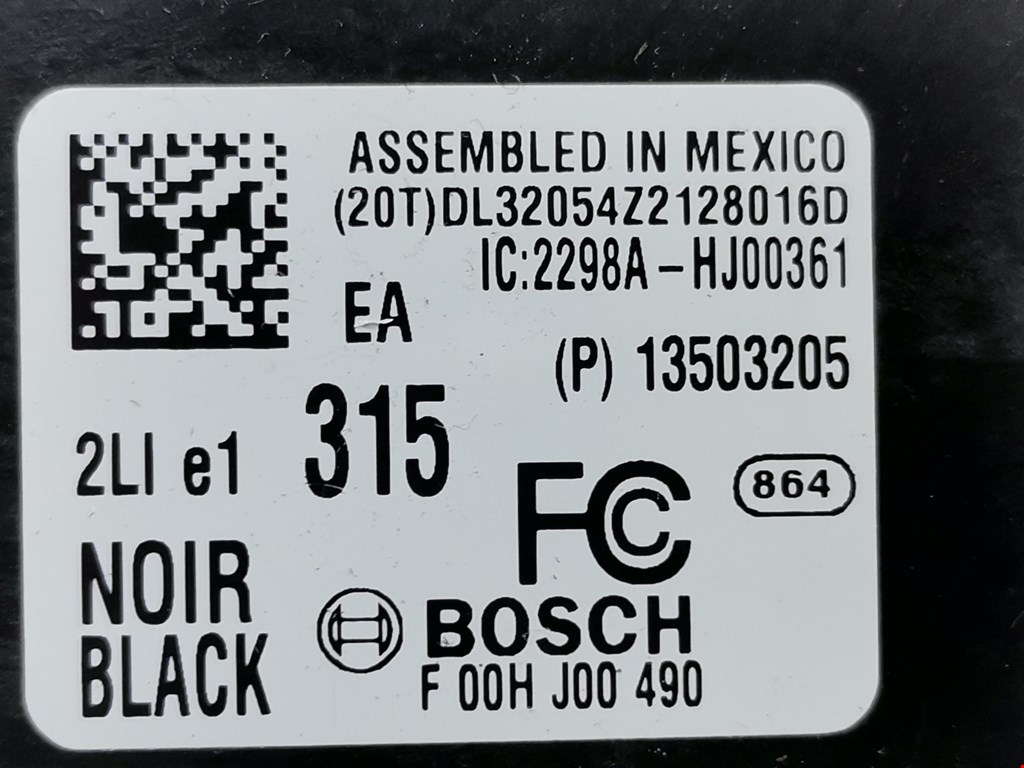 ASSEMBLED IN MEXICO
(20T)DL32054Z2128016D
IC:2298A-HJ00361
EA
(P) 13503205
315
2LI e1
FC
864
NOIR
BLACK
BOSCH
F 00H J00 490